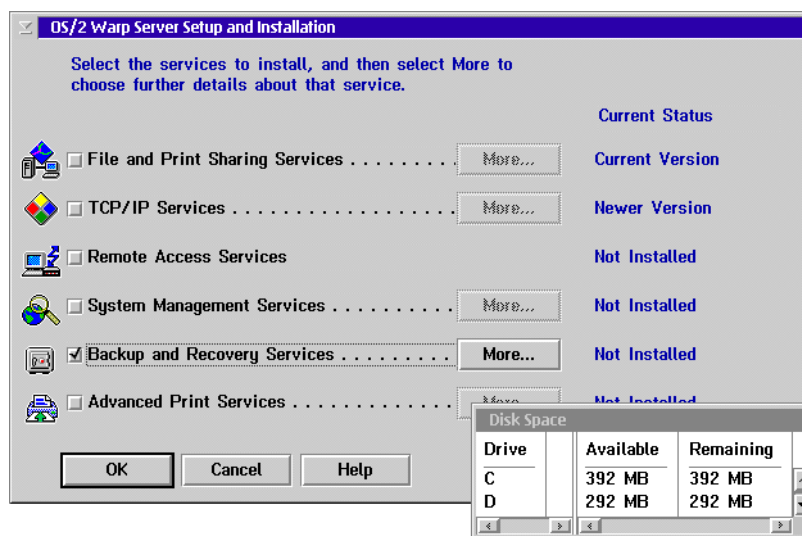 OS/2 Warp Server Setup and Installation
Select the services to install, and then select More to
choose further details about that service.
Current Status
File and Print Sharing Services . . . . . . . . . More... Current Version
TCP/IP Services . . . . . . . . . . . . . . . . . . . More... Newer Version
Remote Access Services Not Installed
System Management Services . . . . . . . . . . More... Not Installed
Backup and Recovery Services . . . . . . . . . More... Not Installed
Advanced Print Services . . . . . . . . . . . . . More... Not Installed
OK Cancel Help
Disk Space
Drive Available Remaining
C 392 MB 392 MB
D 292 MB 292 MB